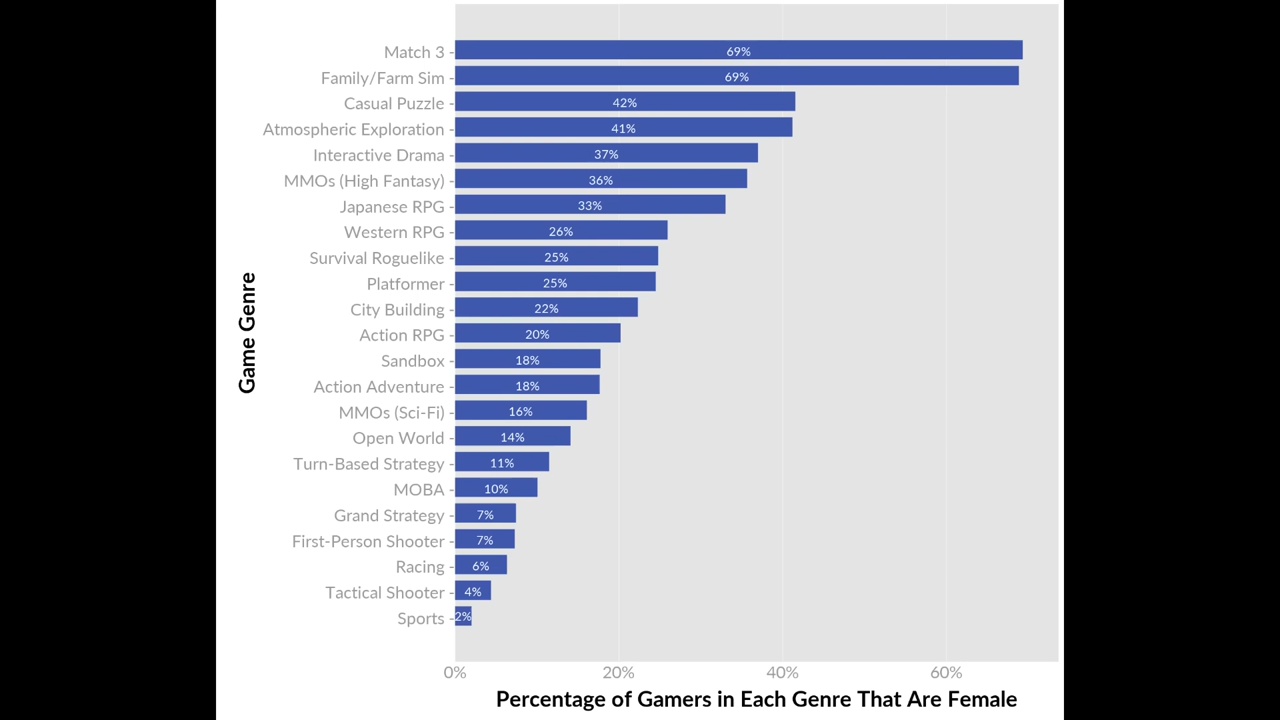 Game Genre
Match 3 69%
Family/Farm Sim 69%
Casual Puzzle 42%
Atmospheric Exploration 41%
Interactive Drama 37%
MMOs (High Fantasy) 36%
Japanese RPG 33%
Western RPG 26%
Survival Roguelike 25%
Platformer 25%
City Building 22%
Action RPG 20%
Sandbox 18%
Action Adventure 18%
MMOs (Sci-Fi) 16%
Open World 14%
Turn-Based Strategy 11%
MOBA 10%
Grand Strategy 7%
First-Person Shooter 7%
Racing 6%
Tactical Shooter 4%
Sports 2%
0% 20% 40% 60%
Percentage of Gamers in Each Genre That Are Female